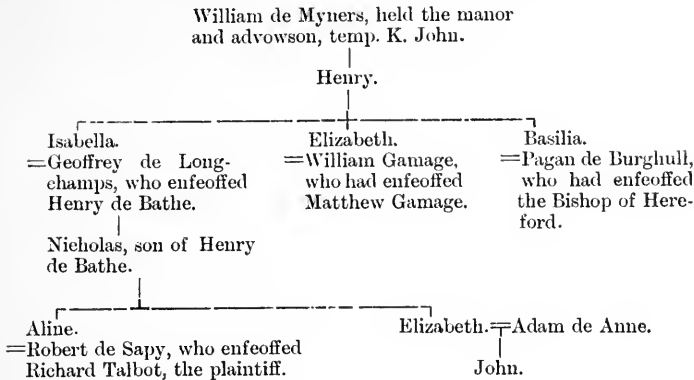 William de Myners, held the manor
and advowson, temp. K. John.
Henry.
Isabella.
=Geoffrey de Long-
champs, who enfeoffed
Henry de Bathe.
Elizabeth.
=William Gamage,
who had enfeoffed
Matthew Gamage.
Basilia.
=Pagan de Burghull,
who had enfeoffed
the Bishop of Here-
ford.
Nicholas, son of Henry
de Bathe.
Aline.
=Robert de Sapy, who enfeoffed
Richard Talbot, the plaintiff.
Elizabeth.=Adam de Anne.
John.